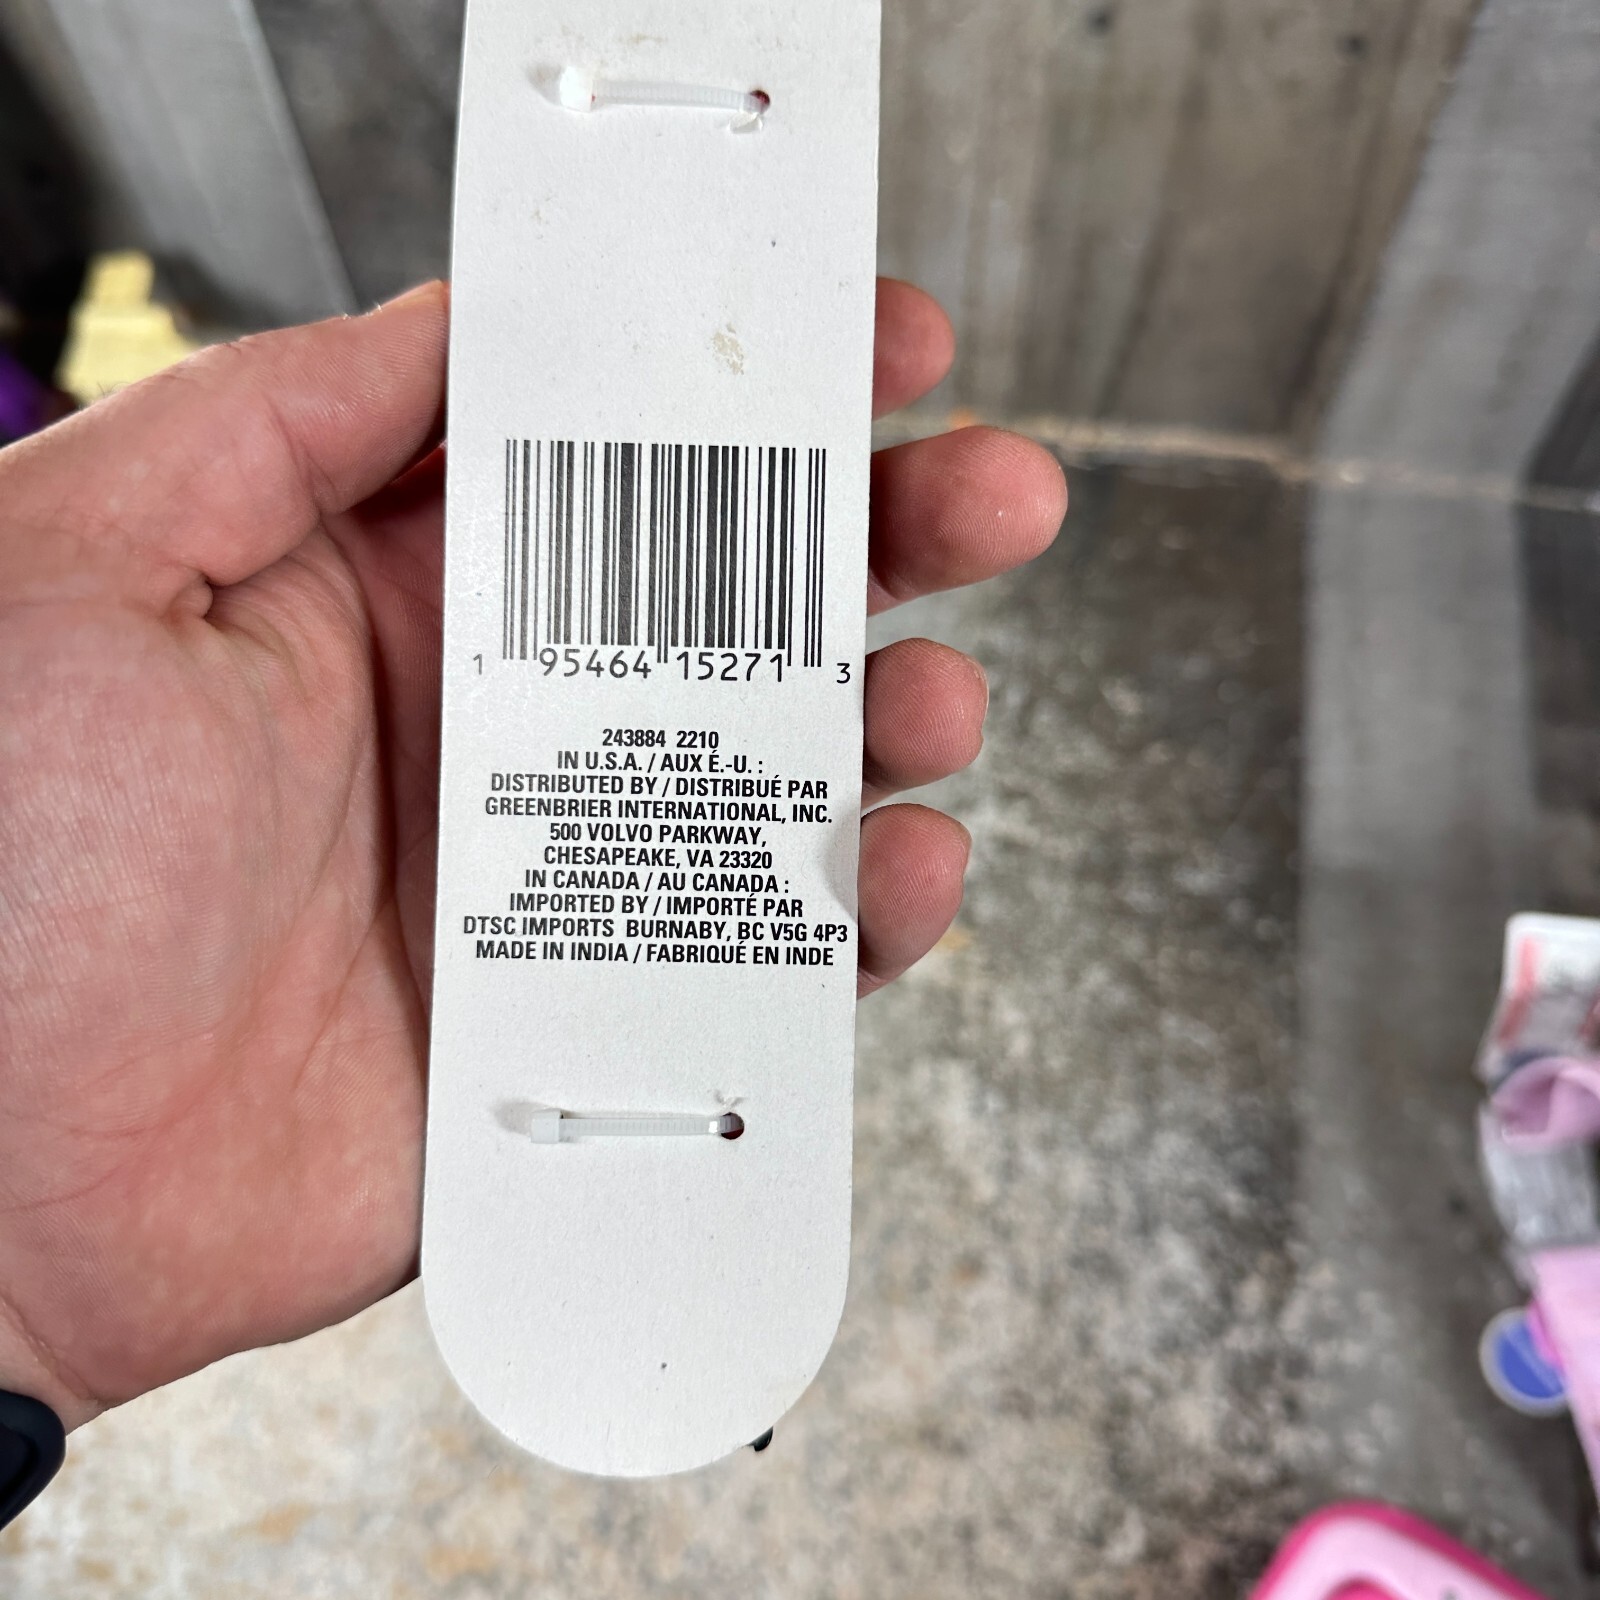 1 95464 15271 3
243884 2210
IN U.S.A. / AUX É.-U. :
DISTRIBUTED BY / DISTRIBUÉ PAR
GREENBRIER INTERNATIONAL, INC.
500 VOLVO PARKWAY,
CHESAPEAKE, VA 23320
IN CANADA / AU CANADA :
IMPORTED BY / IMPORTÉ PAR
DTSC IMPORTS BURNABY, BC V5G 4P3
MADE IN INDIA / FABRIQUÉ EN INDE